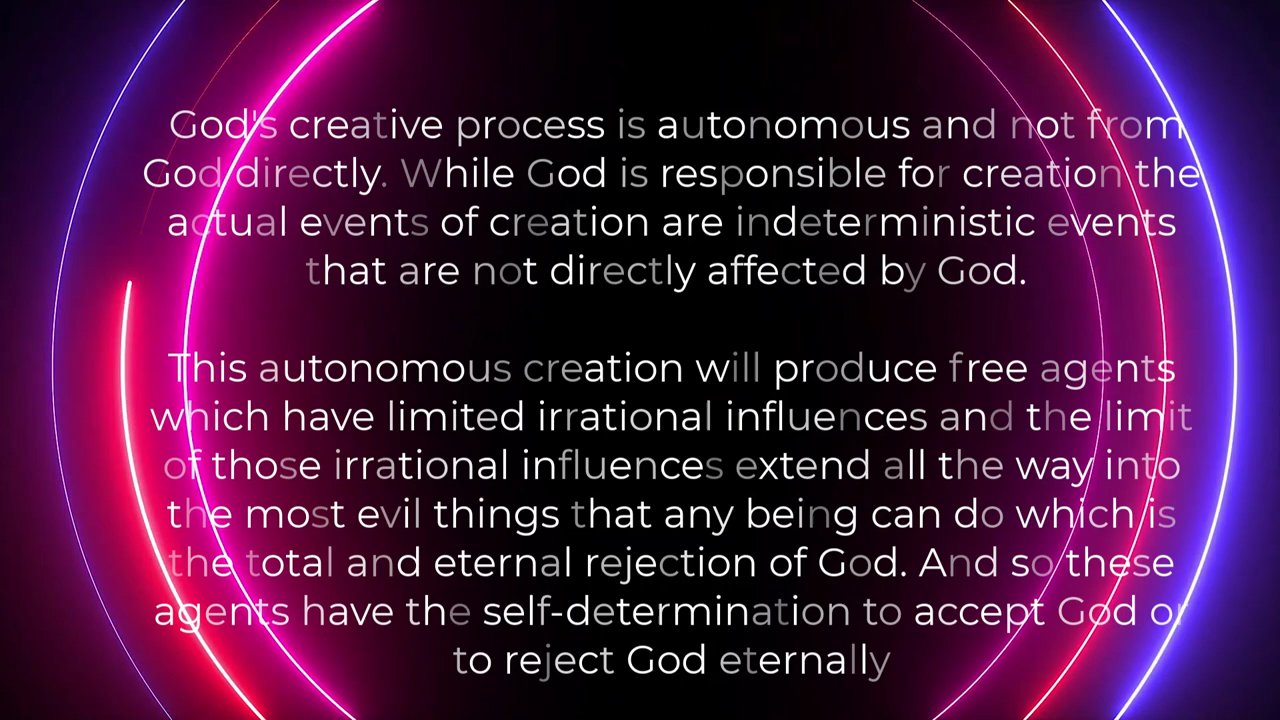 God's creative process is autonomous and not from
God directly. While God is responsible for creation the
actual events of creation are indeterministic events
that are not directly affected by God.
This autonomous creation will produce free agents
which have limited irrational influences and the limit
of those irrational influences extend all the way into
the most evil things that any being can do which is
the total and eternal rejection of God. And so these
agents have the self-determination to accept God or
to reject God eternally